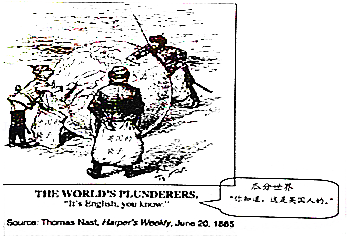 THE WORLD'S PLUNDERERS.
"It's English, you know."
瓜分世界
"你知道，这是英国人的。"
Source: Thomas Nast, Harper's Weekly, June 20, 1885